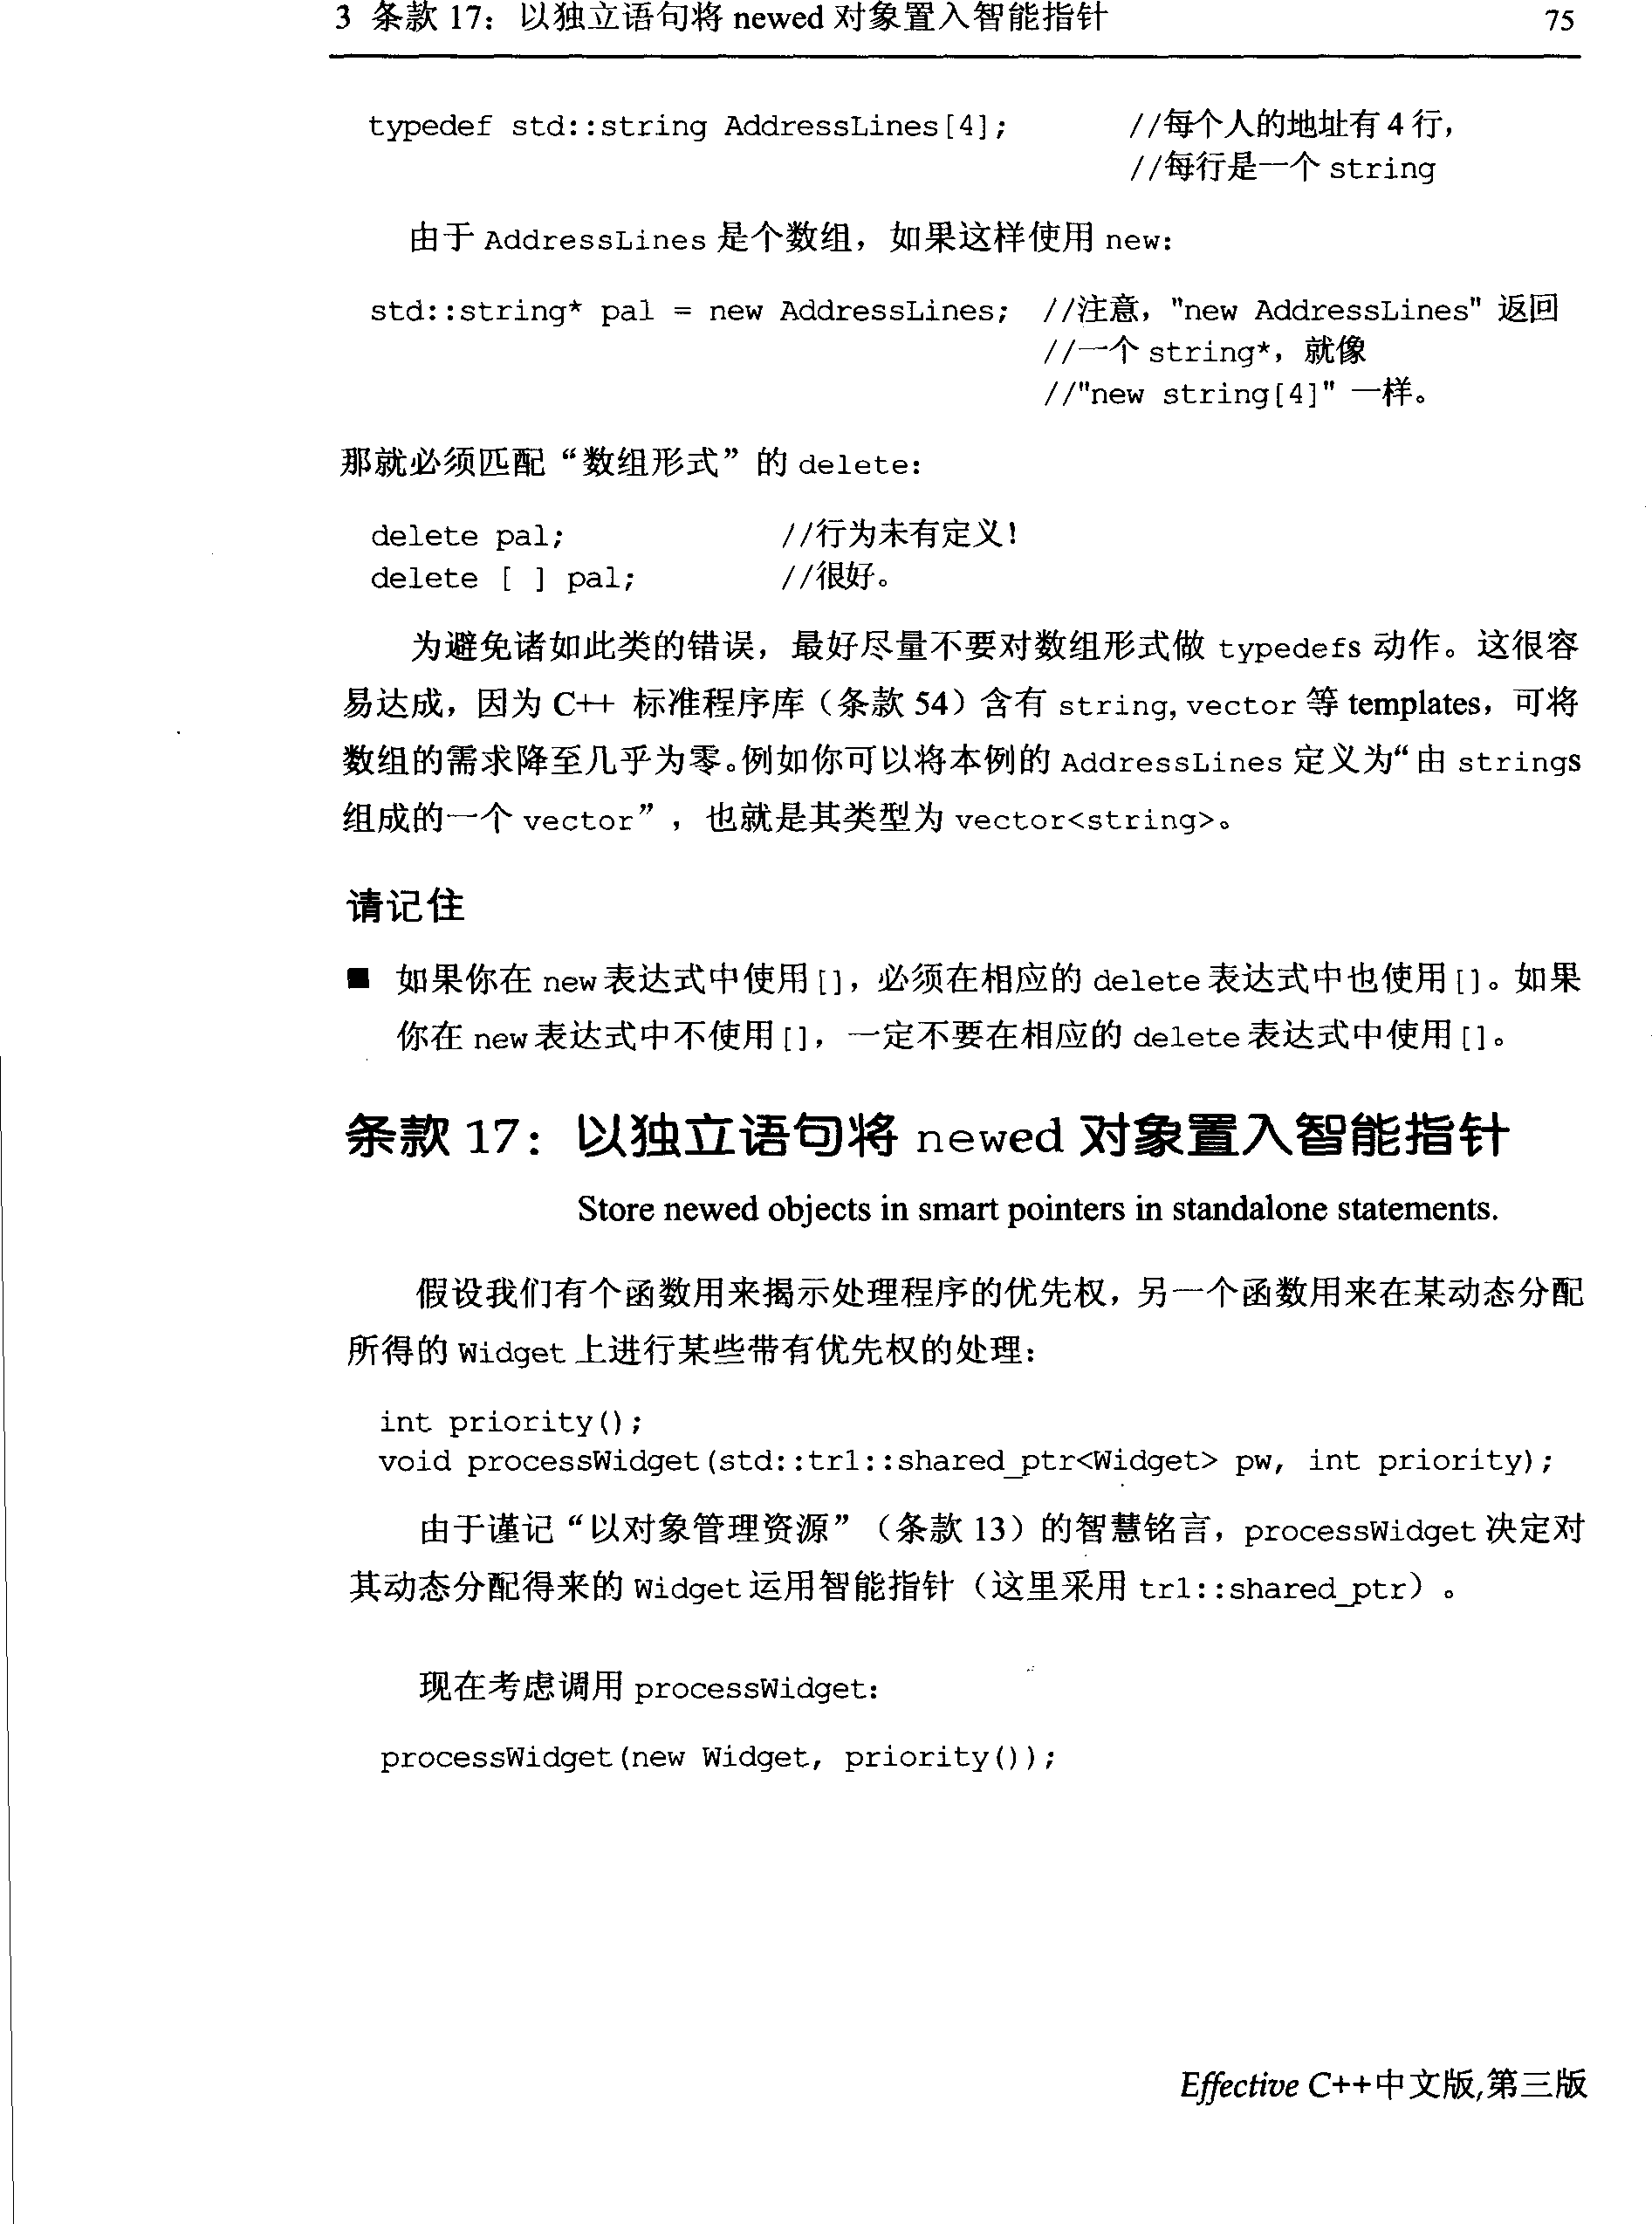 3 条款 17：以独立语句将 newed 对象置入智能指针 75
typedef std::string AddressLines[4]; //每个人的地址有 4 行，
//每行是一个 string
由于 AddressLines 是个数组，如果这样使用 new：
std::string* pal = new AddressLines; //注意，"new AddressLines" 返回
//一个 string*，就像
//"new string[4]" 一样。
那就必须匹配“数组形式”的 delete：
delete pal; //行为未有定义！
delete [ ] pal; //很好。
为避免诸如此类的错误，最好尽量不要对数组形式做 typedefs 动作。这很容
易达成，因为 C++ 标准程序库（条款 54）含有 string, vector 等 templates，可将
数组的需求降至几乎为零。例如你可以将本例的 AddressLines 定义为“由 strings
组成的一个 vector”，也就是其类型为 vector<string>。
请记住
■ 如果你在 new 表达式中使用 []，必须在相应的 delete 表达式中也使用 []。如果
你在 new 表达式中不使用 []，一定不要在相应的 delete 表达式中使用 []。
条款 17：以独立语句将 newed 对象置入智能指针
Store newed objects in smart pointers in standalone statements.
假设我们有个函数用来揭示处理程序的优先权，另一个函数用来在某动态分配
所得的 Widget 上进行某些带有优先权的处理：
int priority();
void processWidget(std::tr1::shared_ptr<Widget> pw, int priority);
由于谨记“以对象管理资源”（条款 13）的智慧铭言，processWidget 决定对
其动态分配得来的 Widget 运用智能指针（这里采用 tr1::shared_ptr）。
现在考虑调用 processWidget：
processWidget(new Widget, priority());
Effective C++中文版,第三版